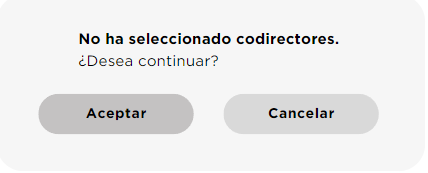 No ha seleccionado codirectores.
¿Desea continuar?
Aceptar
Cancelar